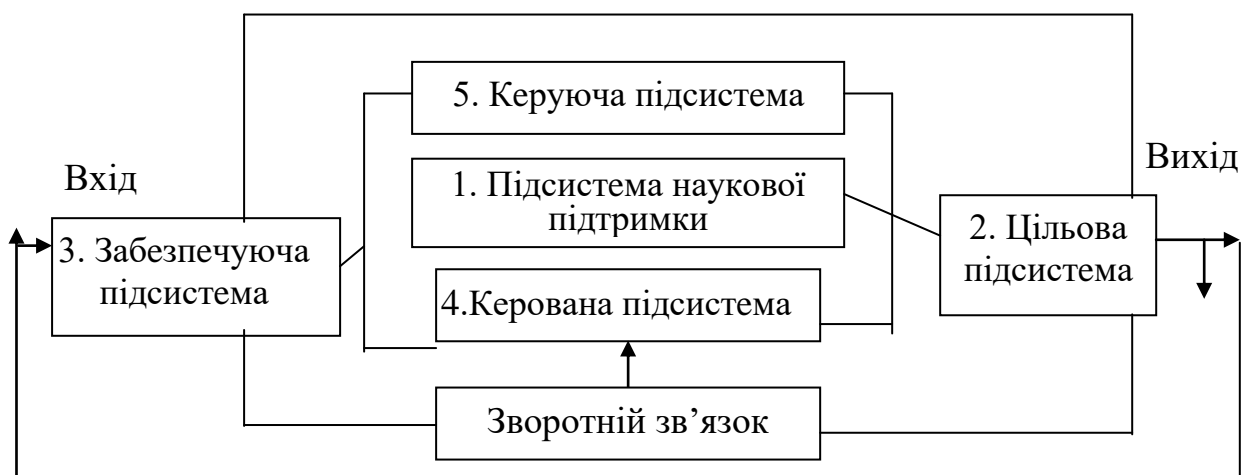 5. Керуюча підсистема
Вхід
Вихід
1. Підсистема наукової
підтримки
3. Забезпечуюча
підсистема
2. Цільова
підсистема
4.Керована підсистема
Зворотній зв’язок